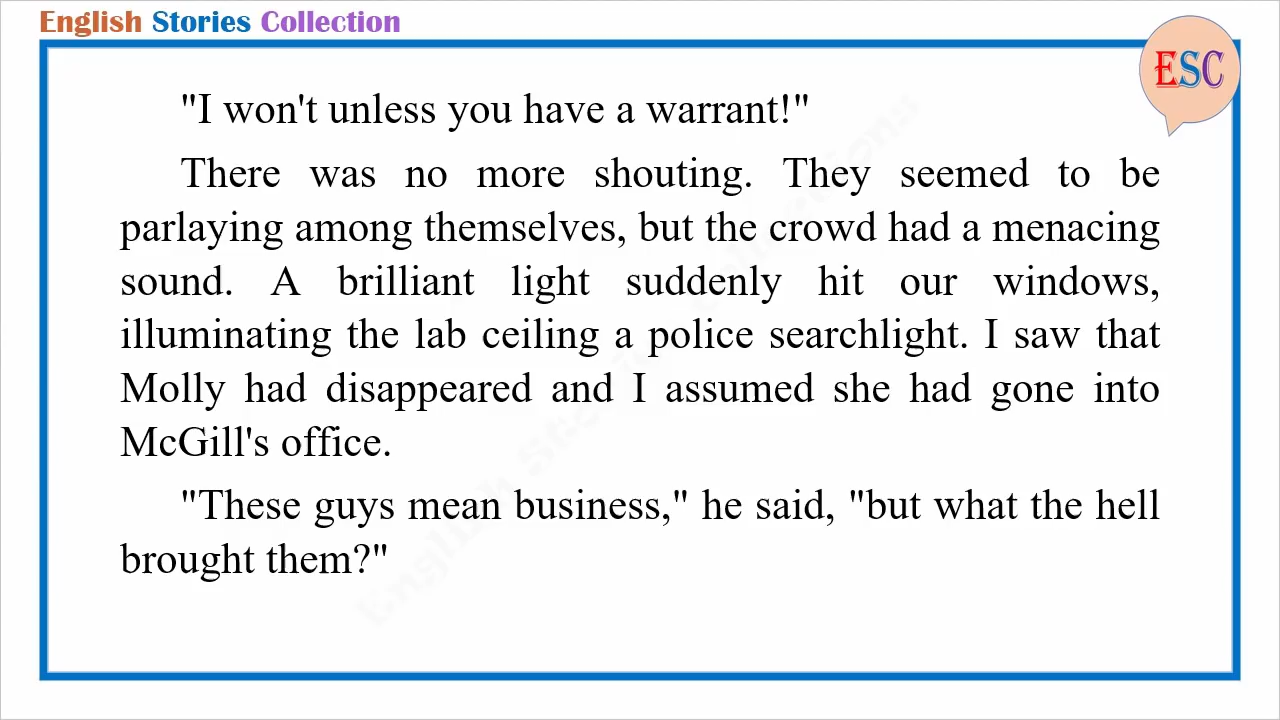 English Stories Collection
ESC
"I won't unless you have a warrant!"
There was no more shouting. They seemed to be
parlaying among themselves, but the crowd had a menacing
sound. A brilliant light suddenly hit our windows,
illuminating the lab ceiling a police searchlight. I saw that
Molly had disappeared and I assumed she had gone into
McGill's office.
"These guys mean business," he said, "but what the hell
brought them?"